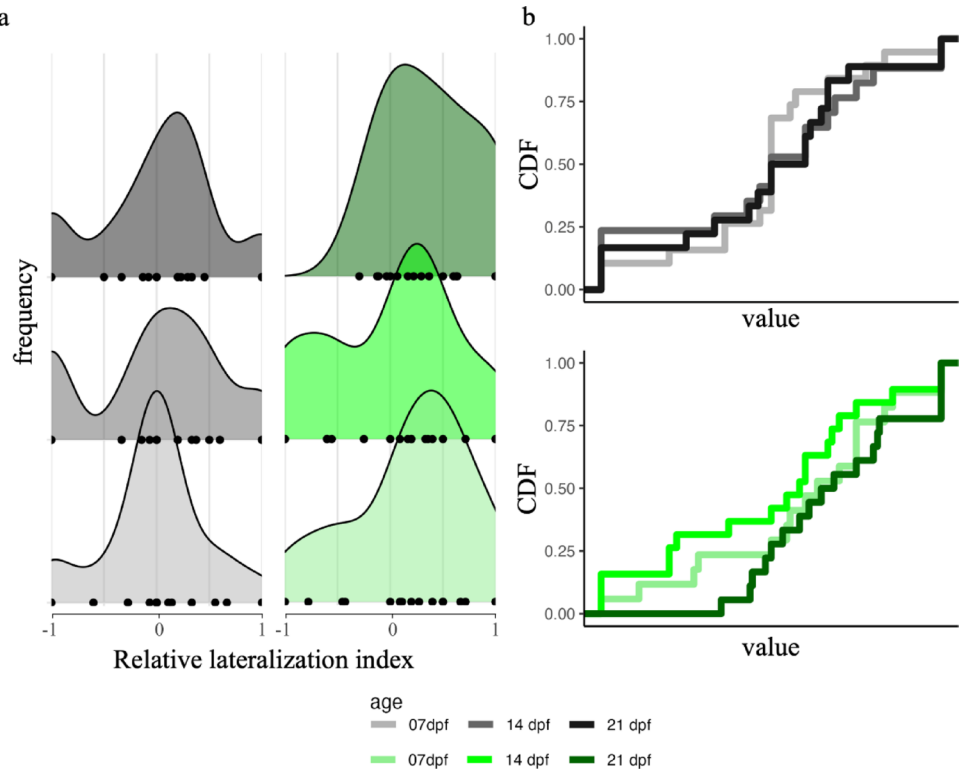 a
b
frequency
-1 0 1 -1 0 1
Relative lateralization index
CDF
1.00
0.75
0.50
0.25
0.00
value
CDF
1.00
0.75
0.50
0.25
0.00
value
age
07dpf 14 dpf 21 dpf
07dpf 14 dpf 21 dpf